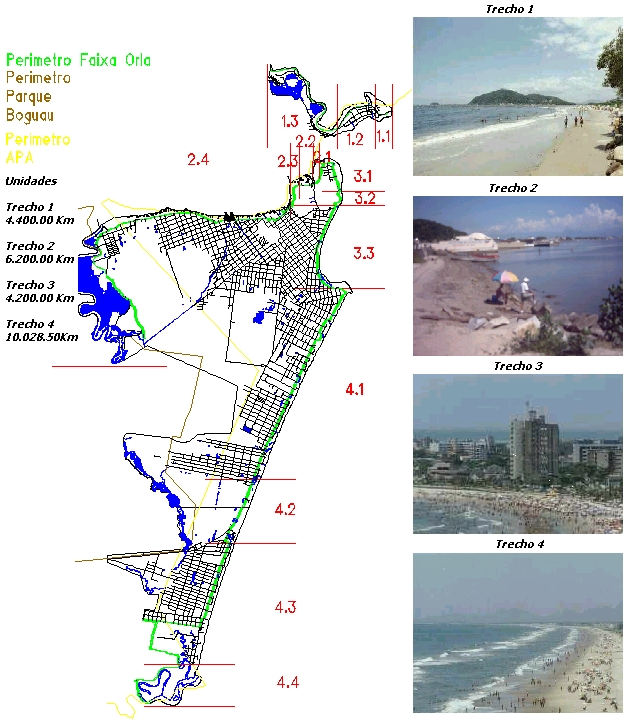 Perimetro Faixa Orla
Perimetro
Parque
Boguau
Perimetro
APA
Unidades
Trecho 1
4.400.00 Km
Trecho 2
6.200.00 Km
Trecho 3
4.200.00 Km
Trecho 4
10.028.50Km
1.3
1.2
1.1
2.4
2.3
2.2
3.1
3.2
3.3
4.1
4.2
4.3
4.4
Trecho 1
Trecho 2
Trecho 3
Trecho 4